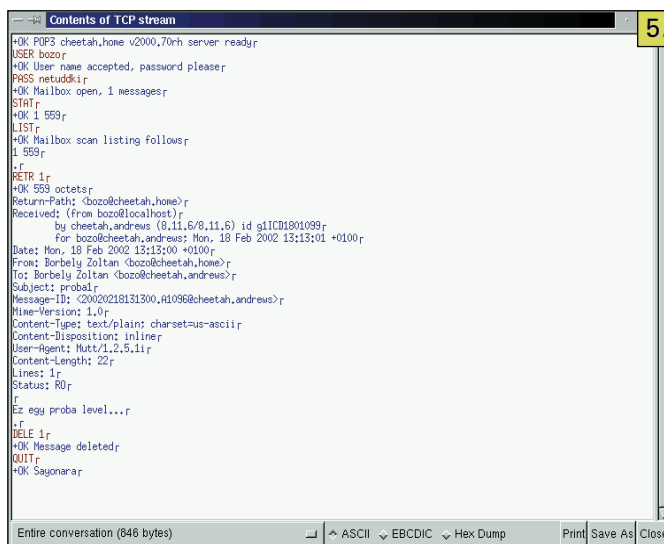 Contents of TCP stream
5.
+OK POP3 cheetah.home v2000.70rh server ready┌
USER bozo┌
+OK User name accepted, password please┌
PASS netuddki┌
+OK Mailbox open, 1 messages┌
STAT┌
+OK 1 559┌
LIST┌
+OK Mailbox scan listing follows┌
1 559┌
.┌
RETR 1┌
+OK 559 octets┌
Return-Path: <bozo@cheetah.home>┌
Received: (from bozo@localhost)┌
by cheetah.andrews (8.11.6/8.11.6) id g1ICD1801099┌
for bozo@cheetah.andrews; Mon, 18 Feb 2002 13:13:01 +0100┌
Date: Mon, 18 Feb 2002 13:13:00 +0100┌
From: Borbely Zoltan <bozo@cheetah.home>┌
To: Borbely Zoltan <bozo@cheetah.andrews>┌
Subject: proba1┌
Message-ID: <20020218131300.A1096@cheetah.andrews>┌
Mime-Version: 1.0┌
Content-Type: text/plain; charset=us-ascii┌
Content-Disposition: inline┌
User-Agent: Mutt/1.2.5.1i┌
Content-Length: 22┌
Lines: 1┌
Status: RO┌
┌
Ez egy proba level...┌
.┌
DELE 1┌
+OK Message deleted┌
QUIT┌
+OK Sayonara┌
Entire conversation (846 bytes) ASCII EBCDIC Hex Dump Print Save As Close